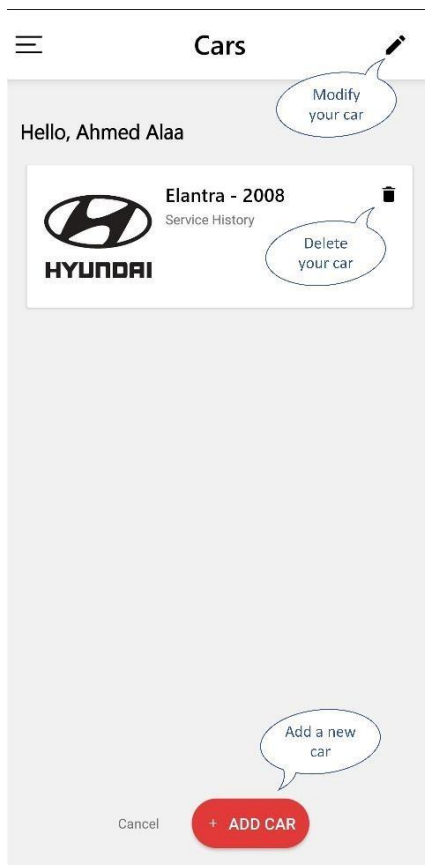 Cars
Modify
your car
Hello, Ahmed Alaa
Elantra - 2008
Service History
Delete
your car
HYUNDAI
Add a new
car
Cancel
+ ADD CAR